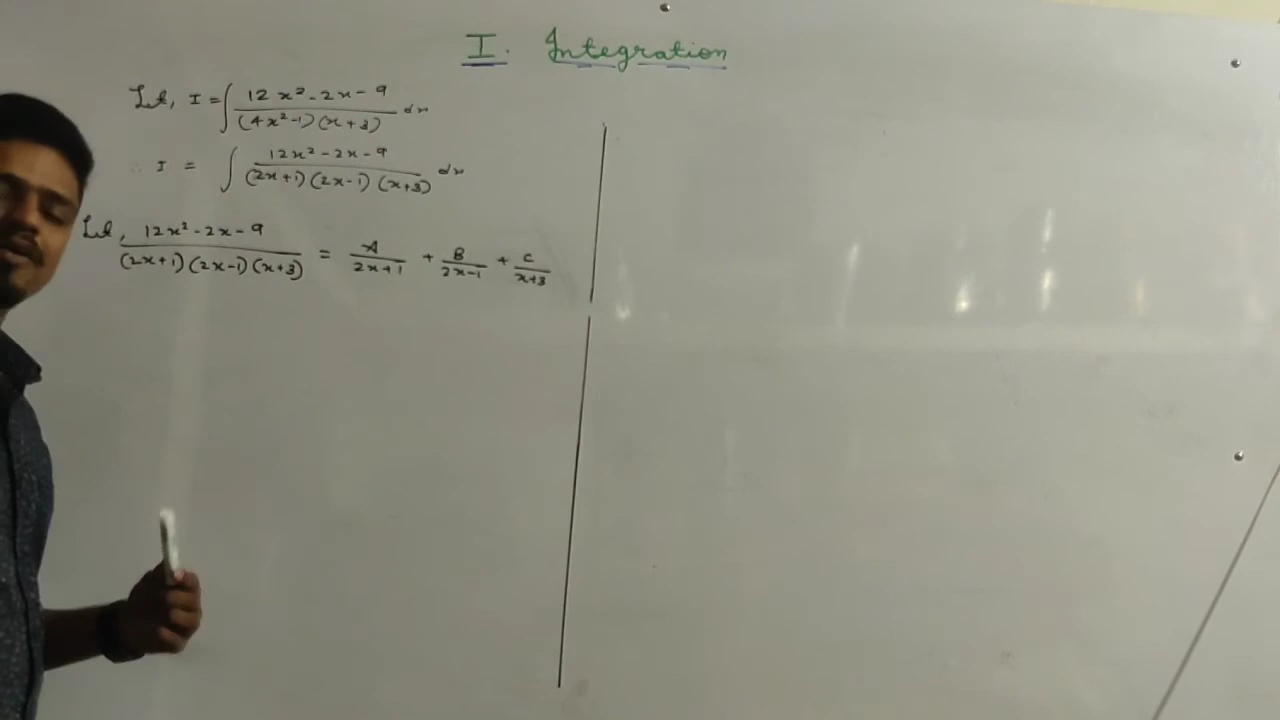 I. Integration
Let, I = ∫ 12x² - 2x - 9 / (4x²-1)(x+3) dx
∴ I = ∫ 12x² - 2x - 9 / (2x+1)(2x-1)(x+3) dx
Let, 12x² - 2x - 9 / (2x+1)(2x-1)(x+3) = A / 2x+1 + B / 2x-1 + C / x+3